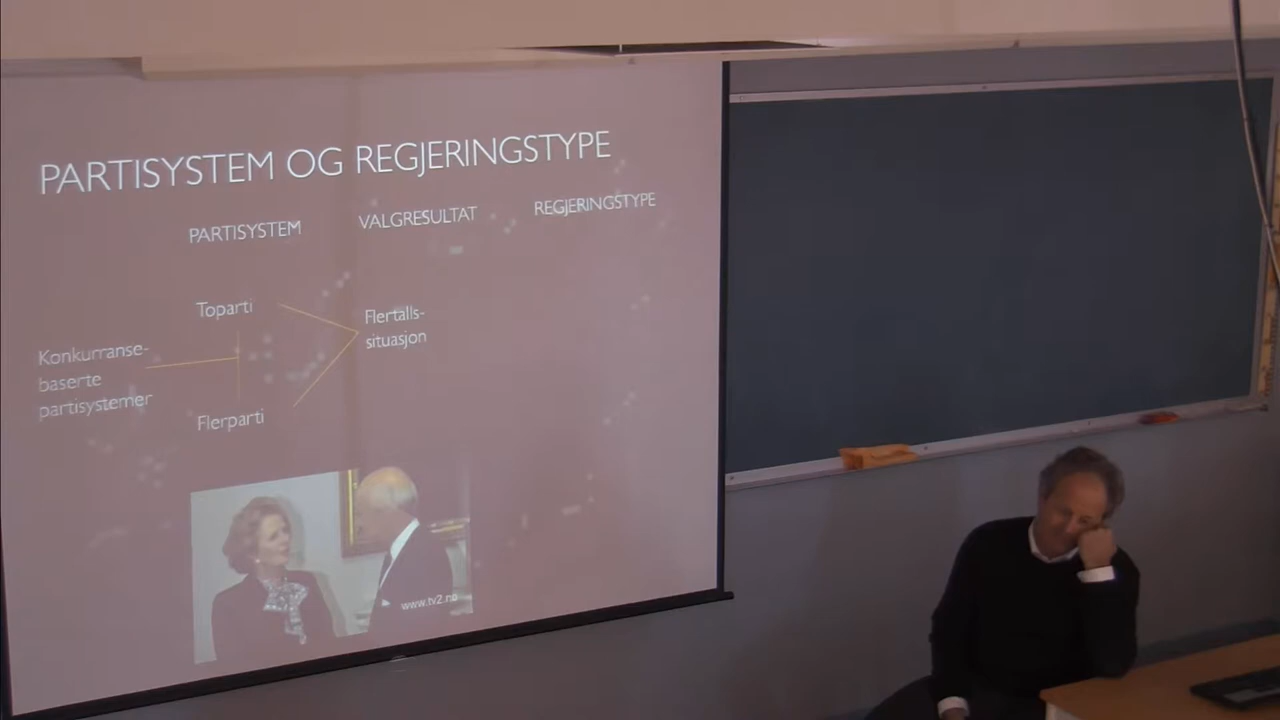 PARTISYSTEM OG REGJERINGSTYPE
PARTISYSTEM VALGRESULTAT REGJERINGSTYPE
Toparti
Flertalls-
situasjon
Konkurranse-
baserte
partisystemer
Flerparti
www.tv2.no